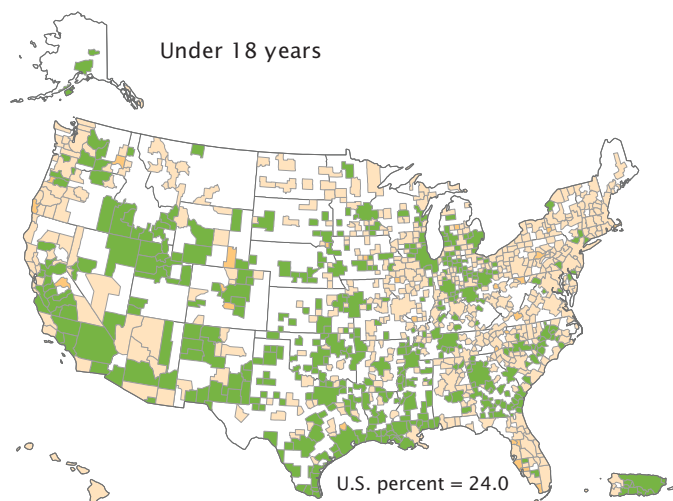 Under 18 years
U.S. percent = 24.0